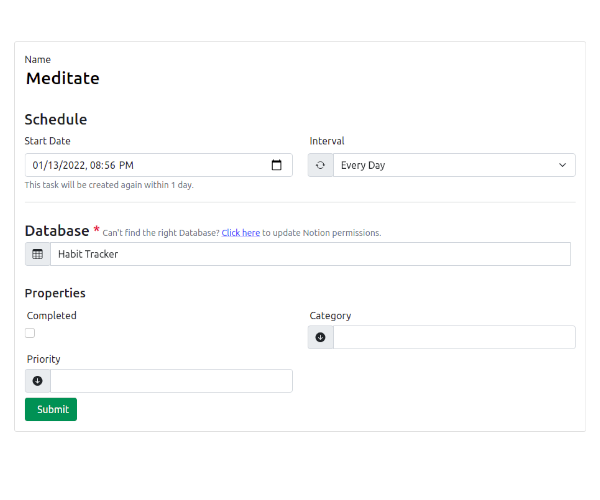 Name
Meditate
Schedule
Start Date
Interval
01/13/2022, 08:56 PM
Every Day
This task will be created again within 1 day.
Database * Can't find the right Database? Click here to update Notion permissions.
Habit Tracker
Properties
Completed
Category
Priority
Submit